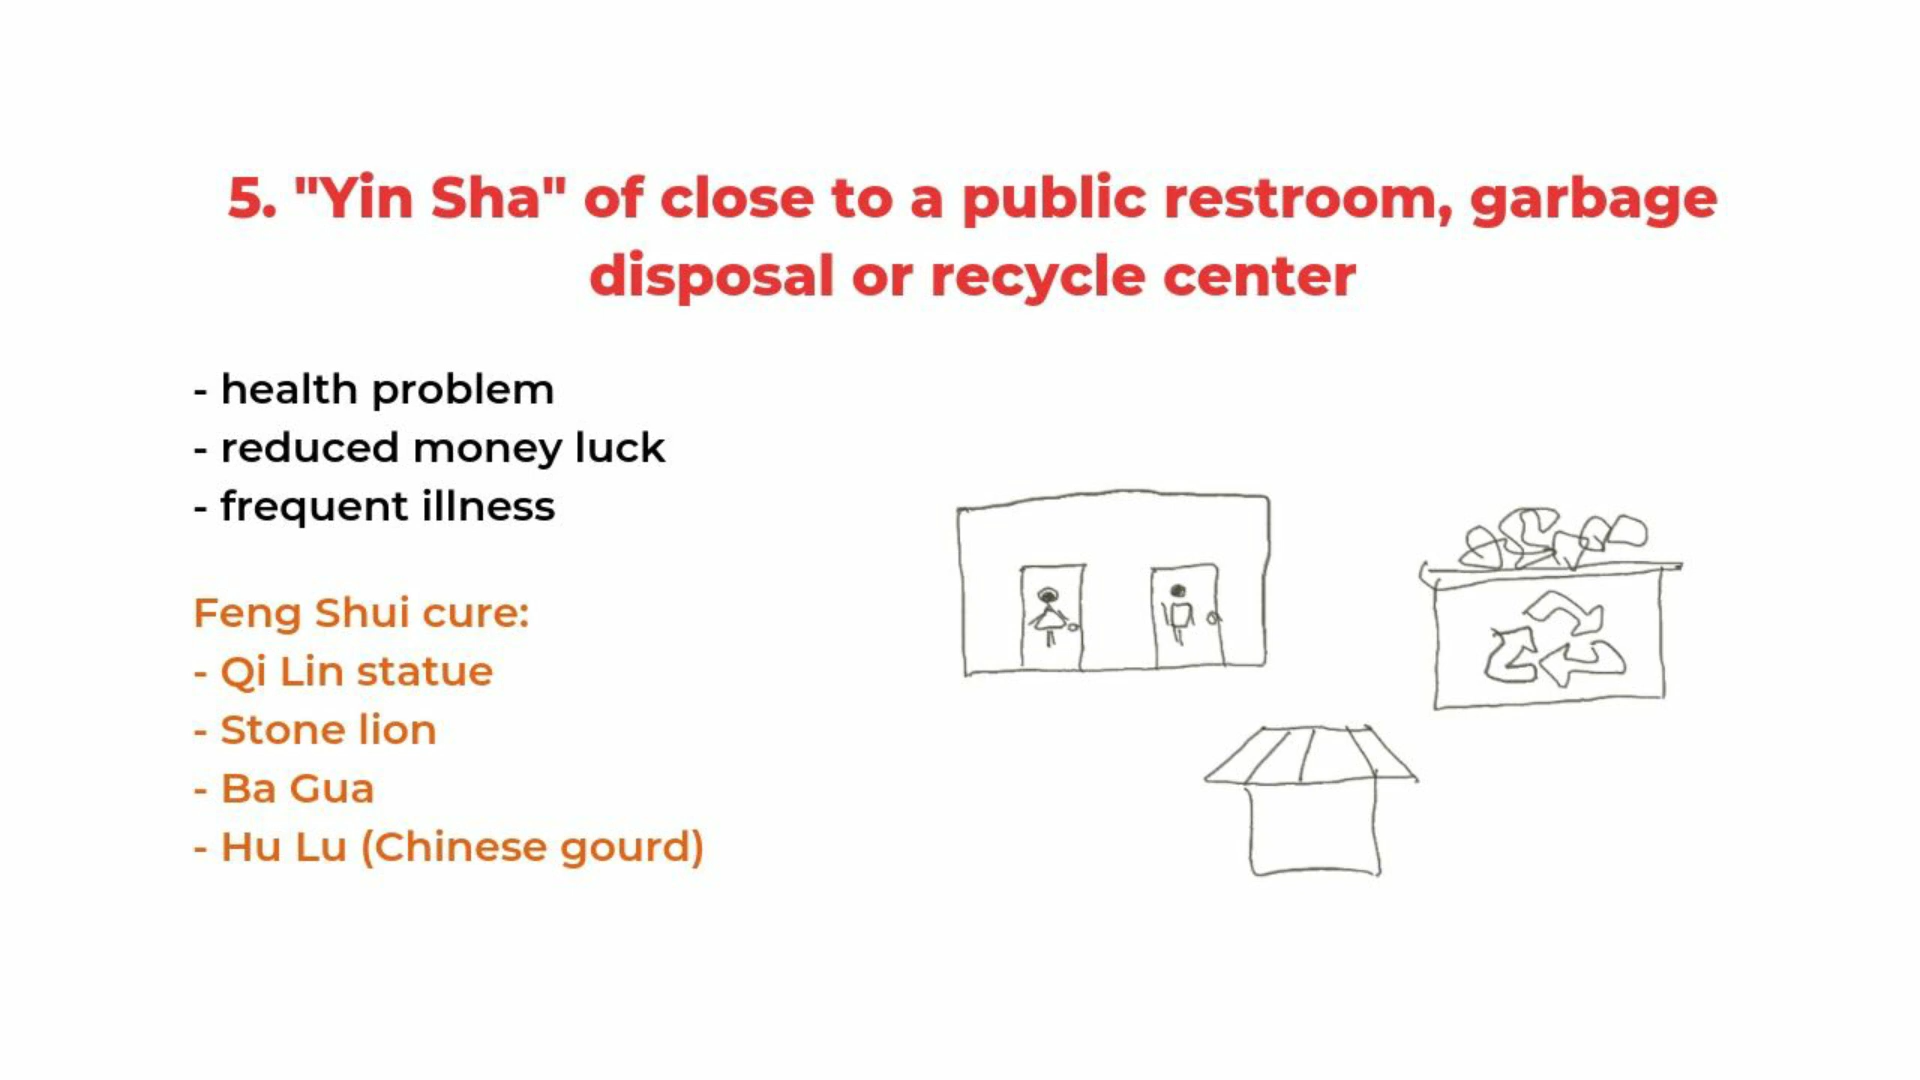 5. "Yin Sha" of close to a public restroom, garbage
disposal or recycle center
- health problem
- reduced money luck
- frequent illness
Feng Shui cure:
- Qi Lin statue
- Stone lion
- Ba Gua
- Hu Lu (Chinese gourd)